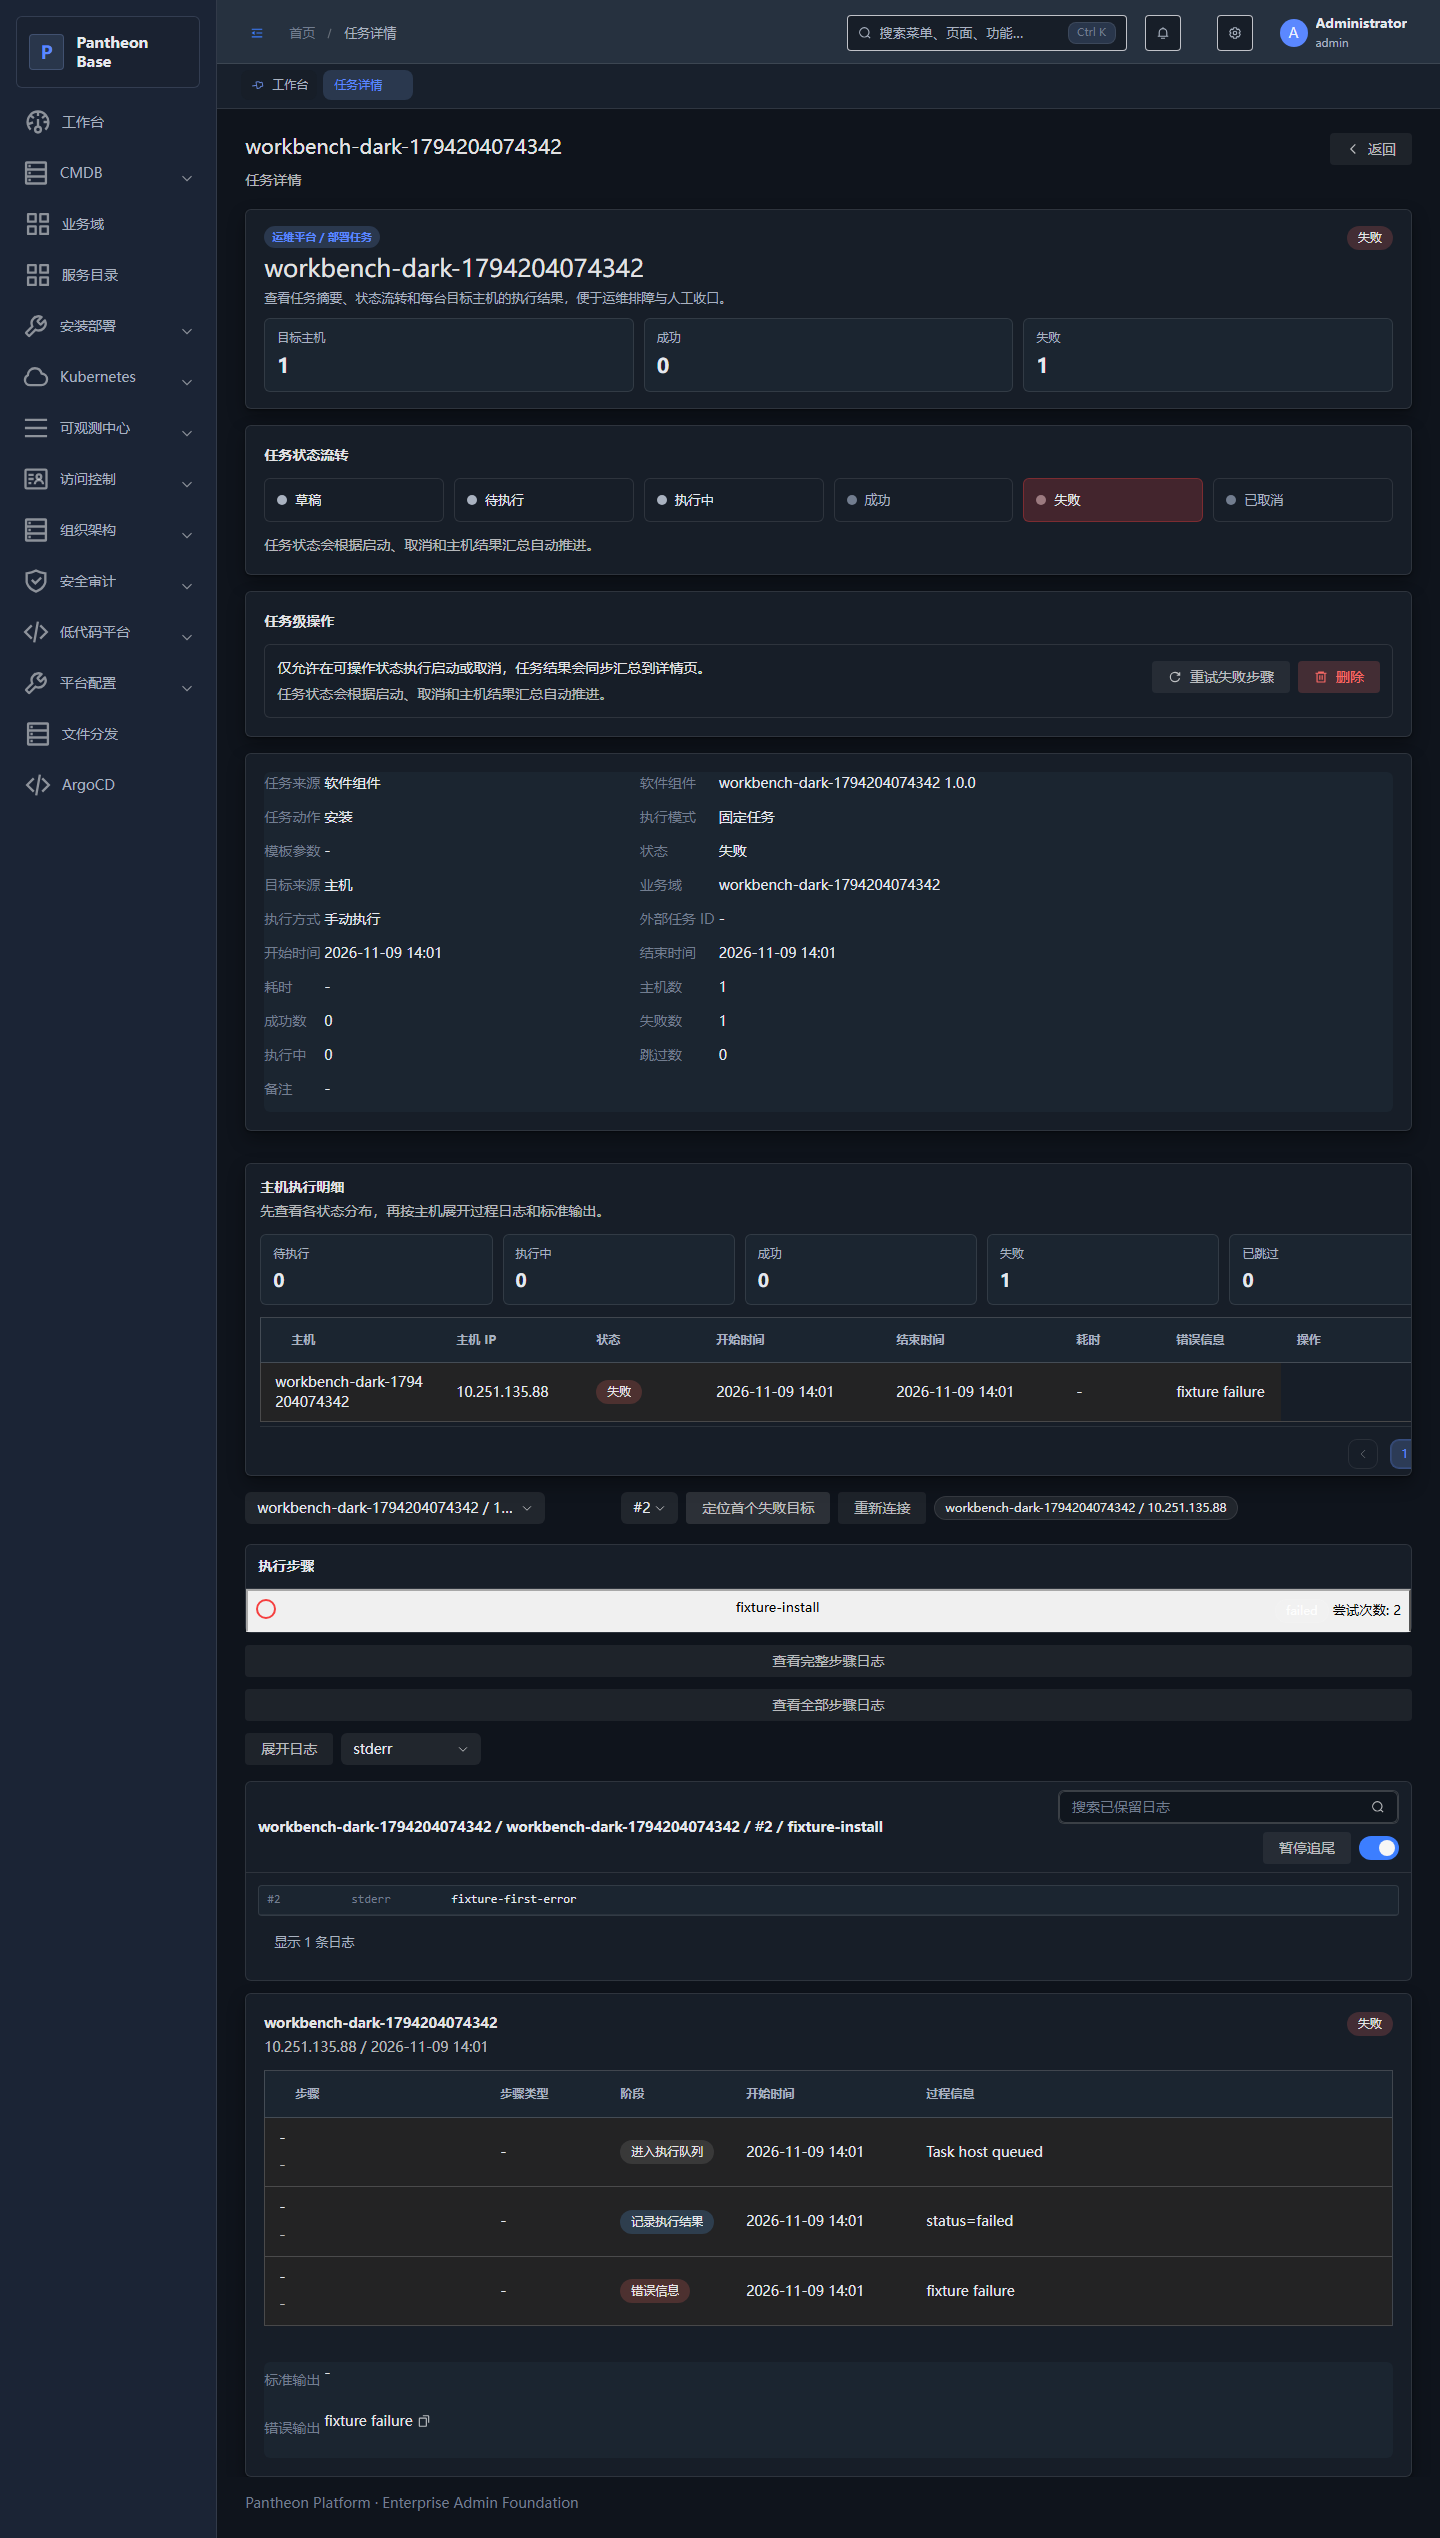 P
Pantheon
Base
工作台
CMDB
业务域
服务目录
安装部署
Kubernetes
可观测中心
访问控制
组织架构
安全审计
低代码平台
平台配置
文件分发
ArgoCD
首页 / 任务详情
搜索菜单、页面、功能... Ctrl K
A
Administrator
admin
工作台
任务详情
workbench-dark-1794204074342
返回
任务详情
运维平台 / 部署任务
失败
workbench-dark-1794204074342
查看任务摘要、状态流转和每台目标主机的执行结果，便于运维排障与人工收口。
目标主机 成功 失败
1 0 1
任务状态流转
草稿 待执行 执行中 成功 失败 已取消
任务状态会根据启动、取消和主机结果汇总自动推进。
任务级操作
仅允许在可操作状态执行启动或取消，任务结果会同步汇总到详情页。
任务状态会根据启动、取消和主机结果汇总自动推进。
重试失败步骤 删除
任务来源 软件组件 软件组件 workbench-dark-1794204074342 1.0.0
任务动作 安装 执行模式 固定任务
模板参数 - 状态 失败
目标来源 主机 业务域 workbench-dark-1794204074342
执行方式 手动执行 外部任务 ID -
开始时间 2026-11-09 14:01 结束时间 2026-11-09 14:01
耗时 - 主机数 1
成功数 0 失败数 1
执行中 0 跳过数 0
备注 -
主机执行明细
先查看各状态分布，再按主机展开过程日志和标准输出。
待执行 执行中 成功 失败 已跳过
0 0 0 1 0
主机 主机 IP 状态 开始时间 结束时间 耗时 错误信息 操作
workbench-dark-1794
204074342
10.251.135.88 失败 2026-11-09 14:01 2026-11-09 14:01 - fixture failure
1
workbench-dark-1794204074342 / 1... #2 定位首个失败目标 重新连接 workbench-dark-1794204074342 / 10.251.135.88
执行步骤
fixture-install failed 尝试次数: 2
查看完整步骤日志
查看全部步骤日志
展开日志 stderr
搜索已保留日志
workbench-dark-1794204074342 / workbench-dark-1794204074342 / #2 / fixture-install
暂停追尾
#2 stderr fixture-first-error
显示 1 条日志
workbench-dark-1794204074342
失败
10.251.135.88 / 2026-11-09 14:01
步骤 步骤类型 阶段 开始时间 过程信息
-
- - 进入执行队列 2026-11-09 14:01 Task host queued
-
- - 记录执行结果 2026-11-09 14:01 status=failed
-
- - 错误信息 2026-11-09 14:01 fixture failure
标准输出 -
错误输出 fixture failure
Pantheon Platform · Enterprise Admin Foundation